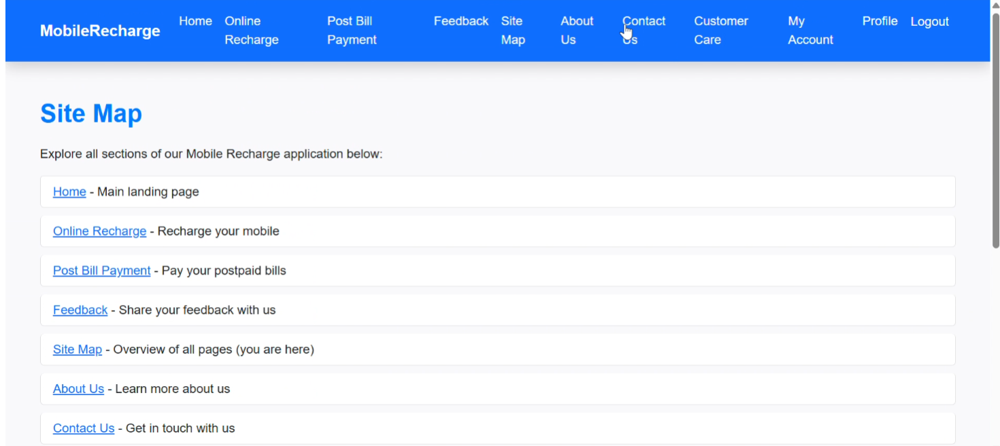 MobileRecharge
Home
Online
Recharge
Post Bill
Payment
Feedback
Site
Map
About
Us
Contact
Us
Customer
Care
My
Account
Profile
Logout
Site Map
Explore all sections of our Mobile Recharge application below:
Home - Main landing page
Online Recharge - Recharge your mobile
Post Bill Payment - Pay your postpaid bills
Feedback - Share your feedback with us
Site Map - Overview of all pages (you are here)
About Us - Learn more about us
Contact Us - Get in touch with us